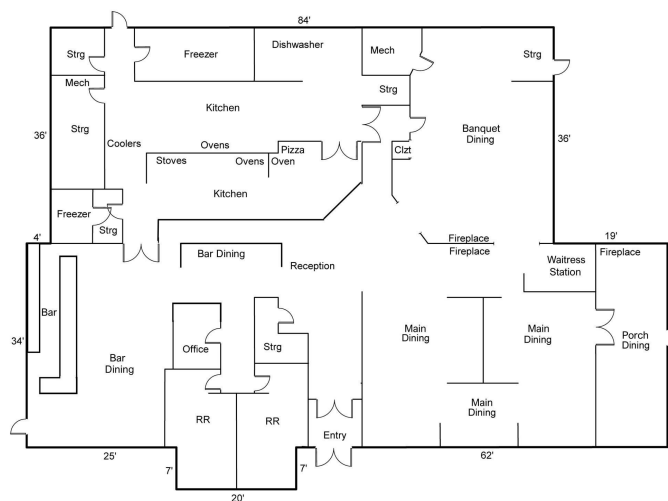 84'
Strg
Freezer
Dishwasher
Mech
Strg
Mech
Strg
Kitchen
Strg
36'
Coolers
Banquet
Dining
36'
Ovens
Pizza
Clzt
Stoves
Ovens
Oven
Kitchen
Freezer
Strg
4'
Fireplace
Fireplace
19'
Bar Dining
Reception
Waitress
Station
Fireplace
Bar
34'
Bar
Dining
Office
Strg
Main
Dining
Main
Dining
Porch
Dining
Main
Dining
RR
RR
Entry
25'
7'
20'
7'
62'